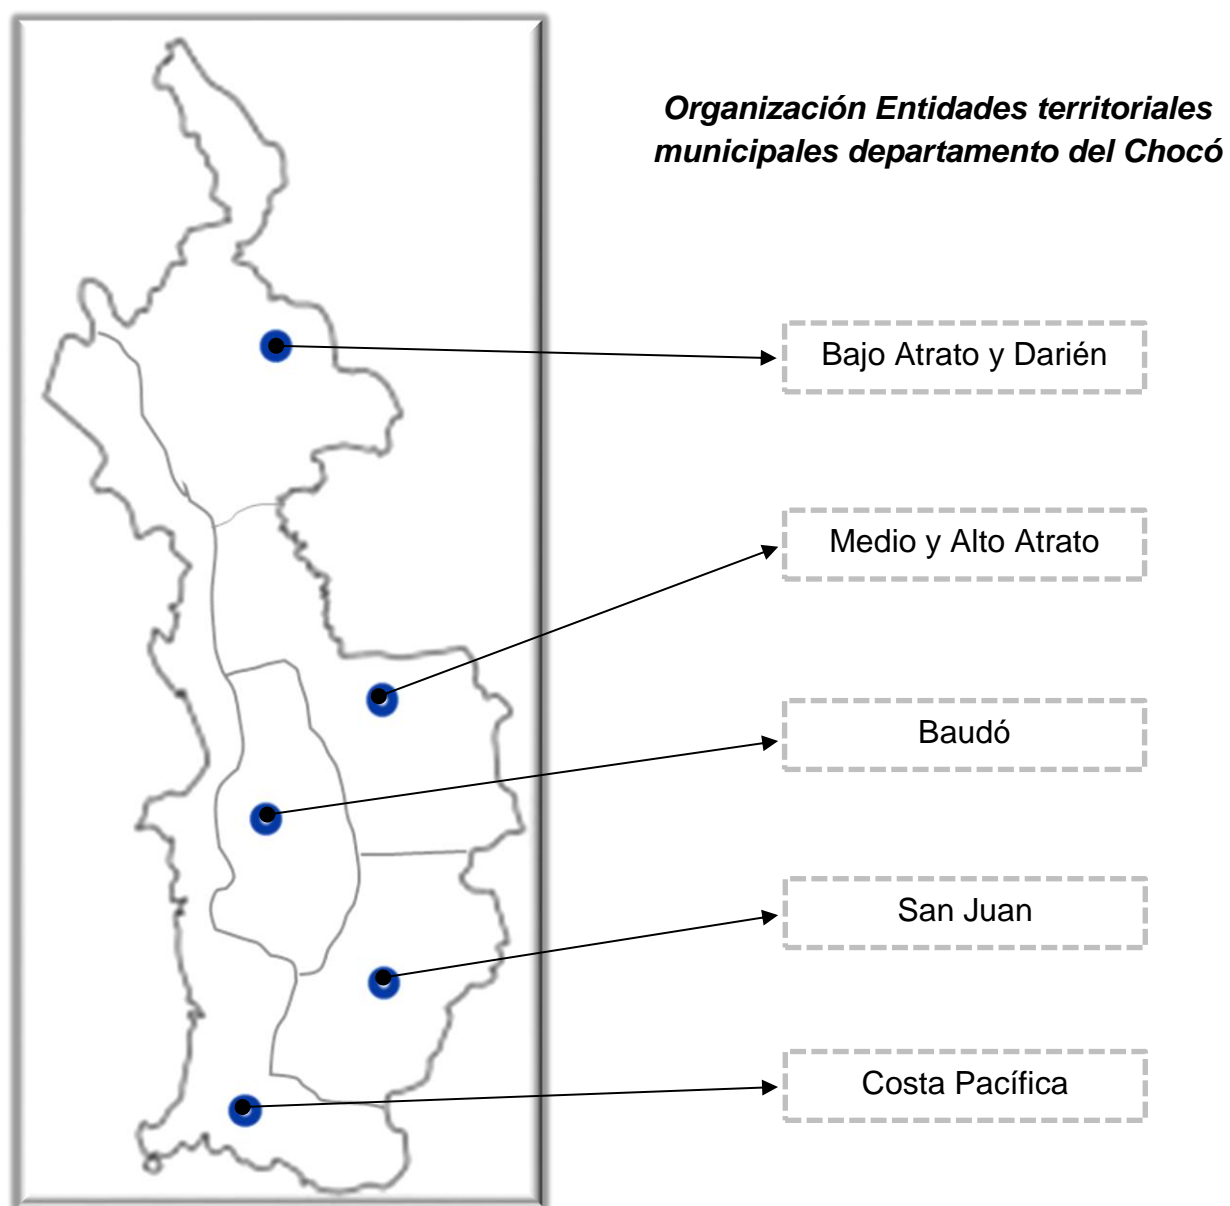 Organización Entidades territoriales
municipales departamento del Chocó
Bajo Atrato y Darién
Medio y Alto Atrato
Baudó
San Juan
Costa Pacífica